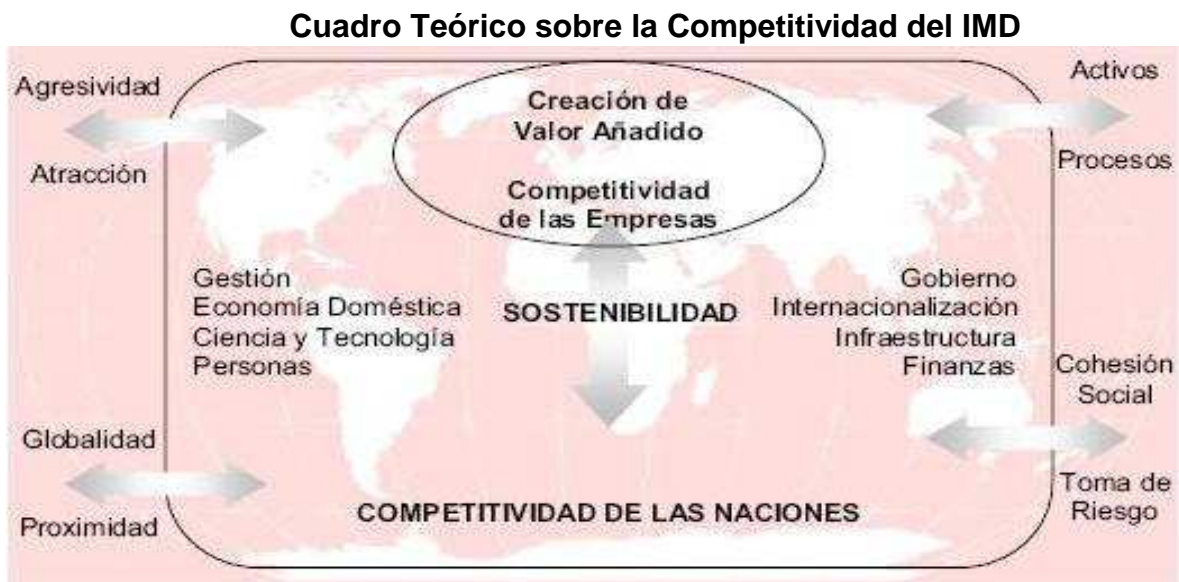 Cuadro Teórico sobre la Competitividad del IMD
Agresividad
Atracción
Creación de
Valor Añadido
Competitividad
de las Empresas
Activos
Procesos
Gestión
Economía Doméstica
Ciencia y Tecnología
Personas
SOSTENIBILIDAD
Gobierno
Internacionalización
Infraestructura
Finanzas
Cohesión
Social
Toma de
Riesgo
Globalidad
Proximidad
COMPETITIVIDAD DE LAS NACIONES